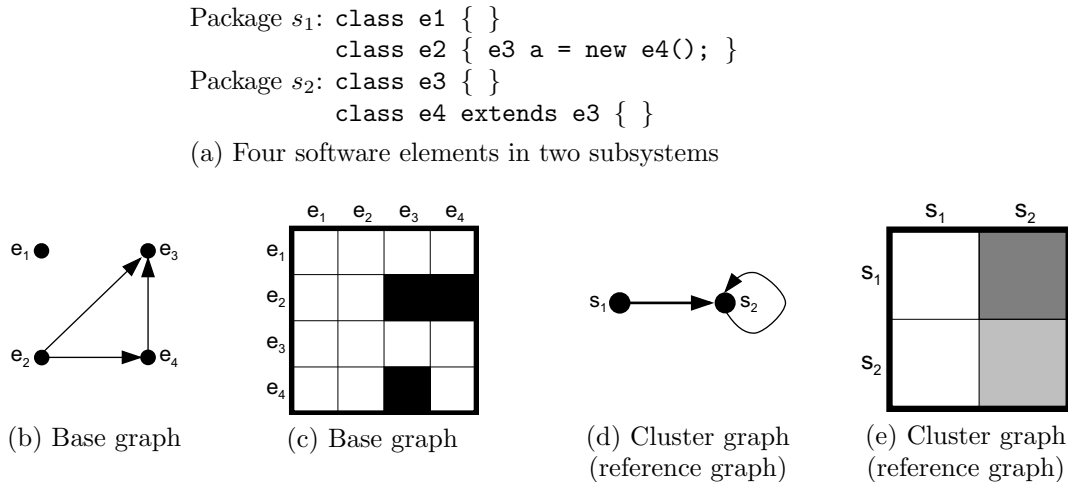 Package s₁: class e1 { }
class e2 { e3 a = new e4(); }
Package s₂: class e3 { }
class e4 extends e3 { }
(a) Four software elements in two subsystems
e₁ e₃
e₂ e₄
(b) Base graph
e₁ e₂ e₃ e₄
e₁
e₂
e₃
e₄
(c) Base graph
s₁ s₂
(d) Cluster graph
(reference graph)
s₁ s₂
s₁
s₂
(e) Cluster graph
(reference graph)